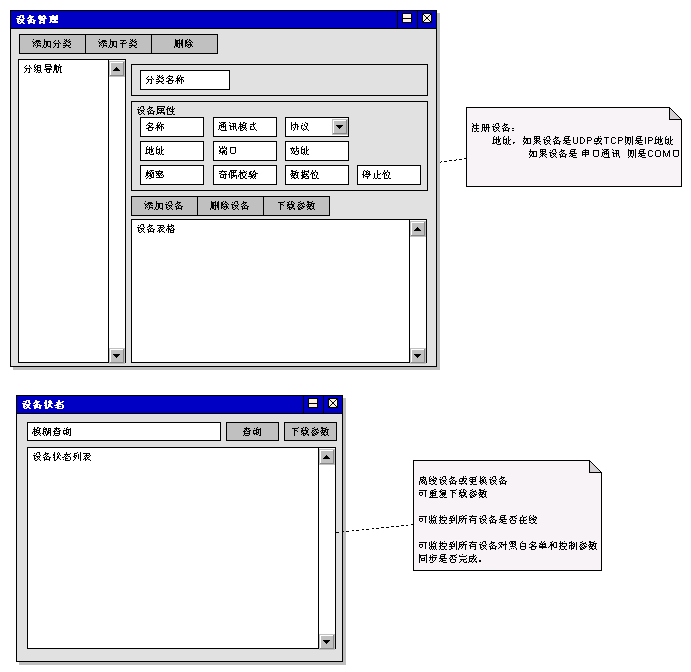 设备管理
添加分类 添加子类 删除
分组导航
分类名称
设备属性
名称 通讯模式 协议
地址 端口 站址
频率 奇偶校验 数据位 停止位
添加设备 删除设备 下载参数
设备表格
注册设备:
地址，如果设备是UDP或TCP则是IP地址
如果设备是 串口通讯 则是COM口
设备状态
模糊查询 查询 下载参数
设备状态列表
离线设备或更换设备
可重复下载参数
可监控到所有设备是否在线
可监控到所有设备对黑白名单和控制参数
同步是否完成.